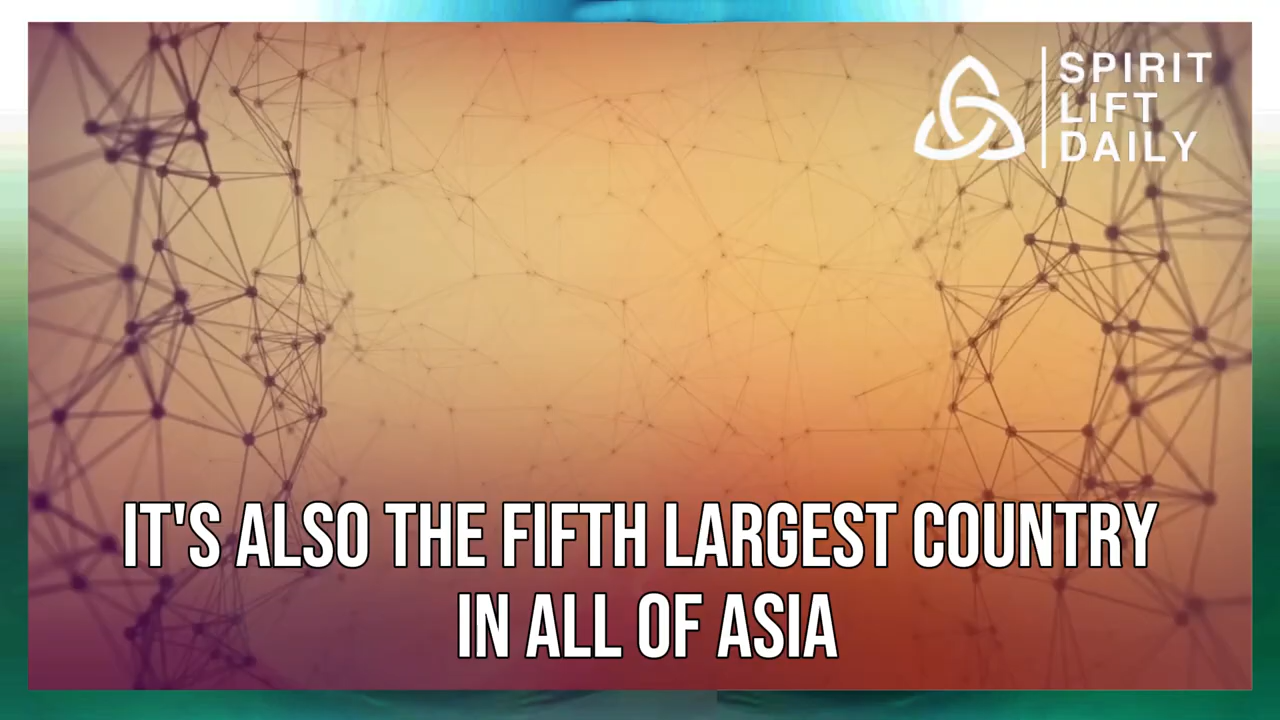 SPIRIT
LIFT
DAILY
IT'S ALSO THE FIFTH LARGEST COUNTRY
IN ALL OF ASIA